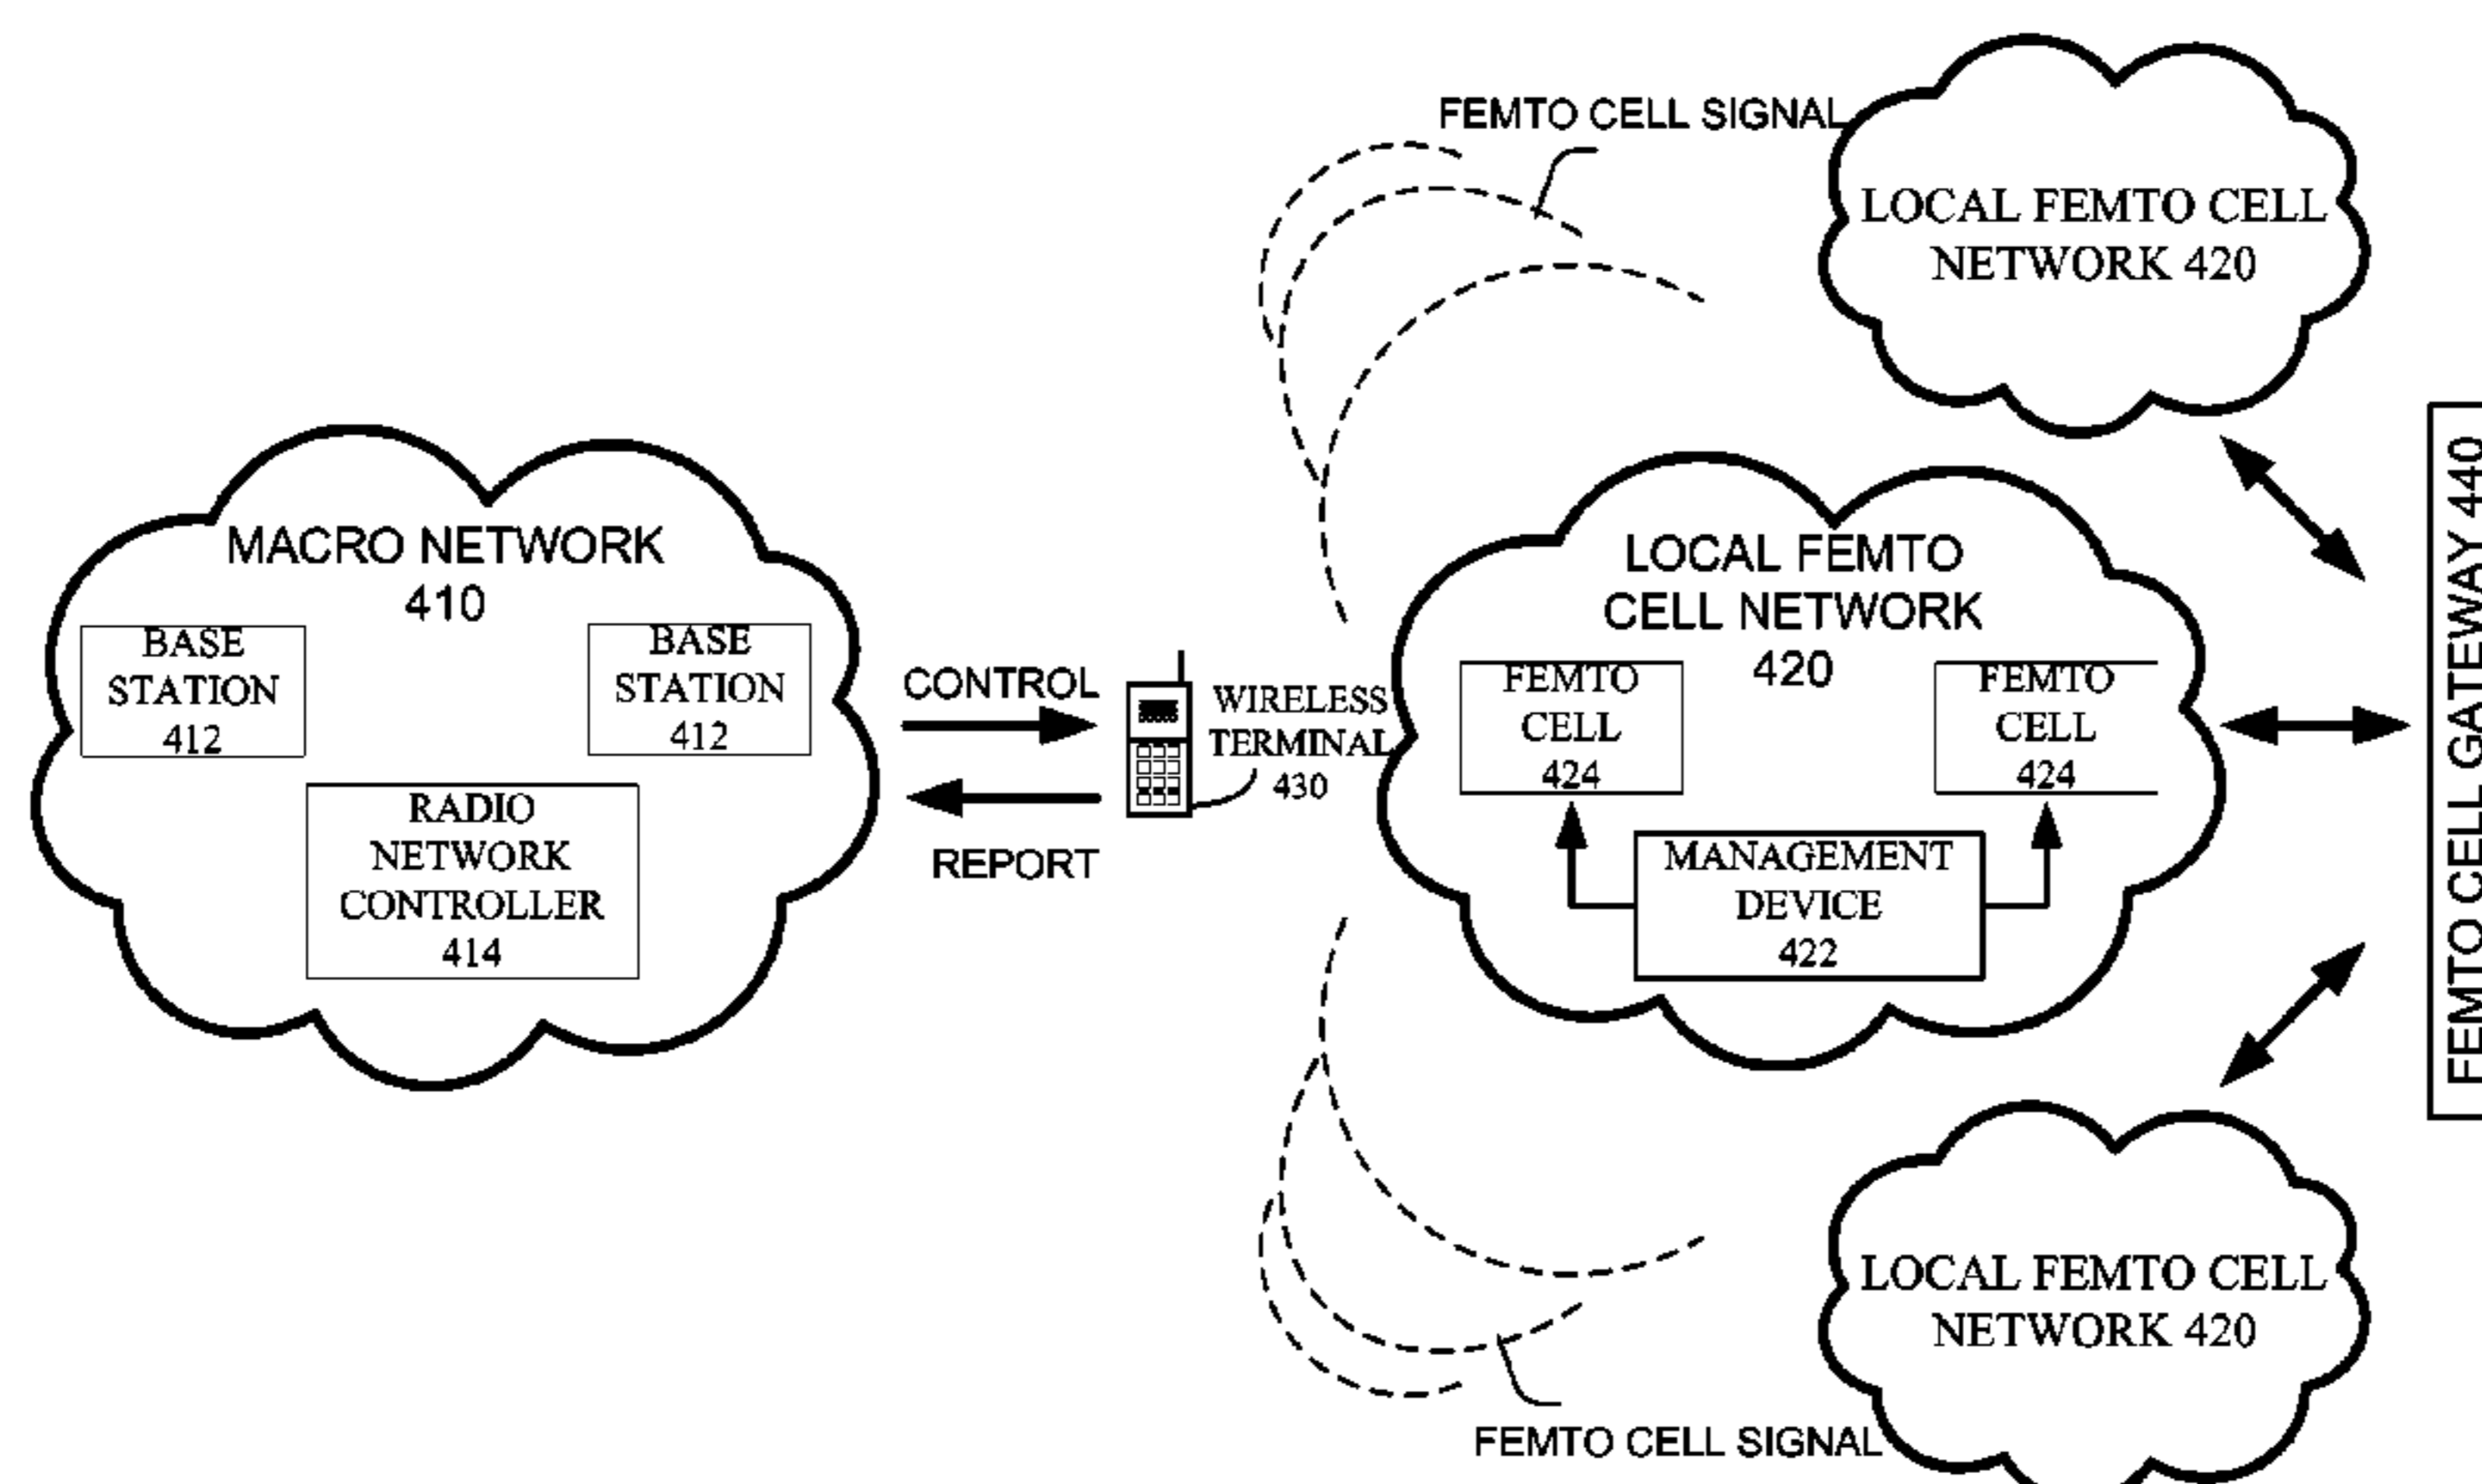 FEMTO CELL SIGNAL
LOCAL FEMTO CELL
NETWORK 420
MACRO NETWORK
410
BASE
STATION
412
BASE
STATION
412
RADIO
NETWORK
CONTROLLER
414
CONTROL
REPORT
WIRELESS
TERMINAL
430
LOCAL FEMTO
CELL NETWORK
420
FEMTO
CELL
424
FEMTO
CELL
424
MANAGEMENT
DEVICE
422
FEMTO CELL GATEWAY 440
LOCAL FEMTO CELL
NETWORK 420
FEMTO CELL SIGNAL